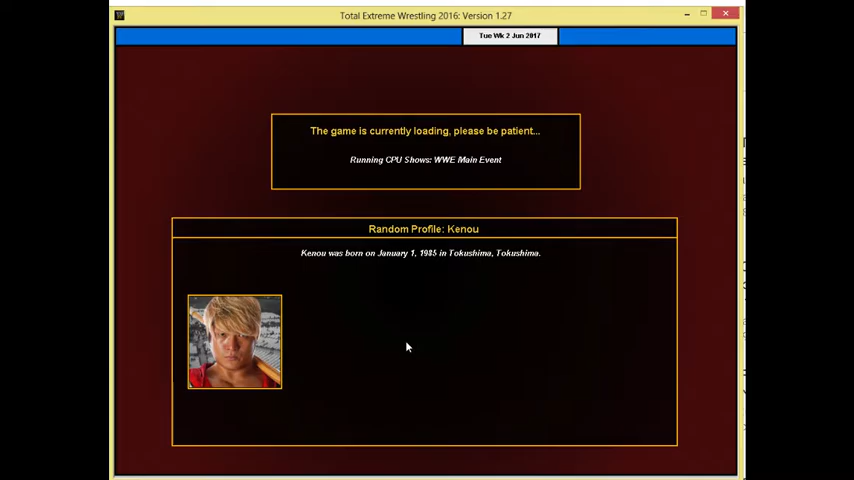 Total Extreme Wrestling 2016: Version 1.27
Tue Wk 2 Jun 2017
The game is currently loading, please be patient...
Running CPU Shows: WWE Main Event
Random Profile: Kenou
Kenou was born on January 1, 1985 in Tokushima, Tokushima.